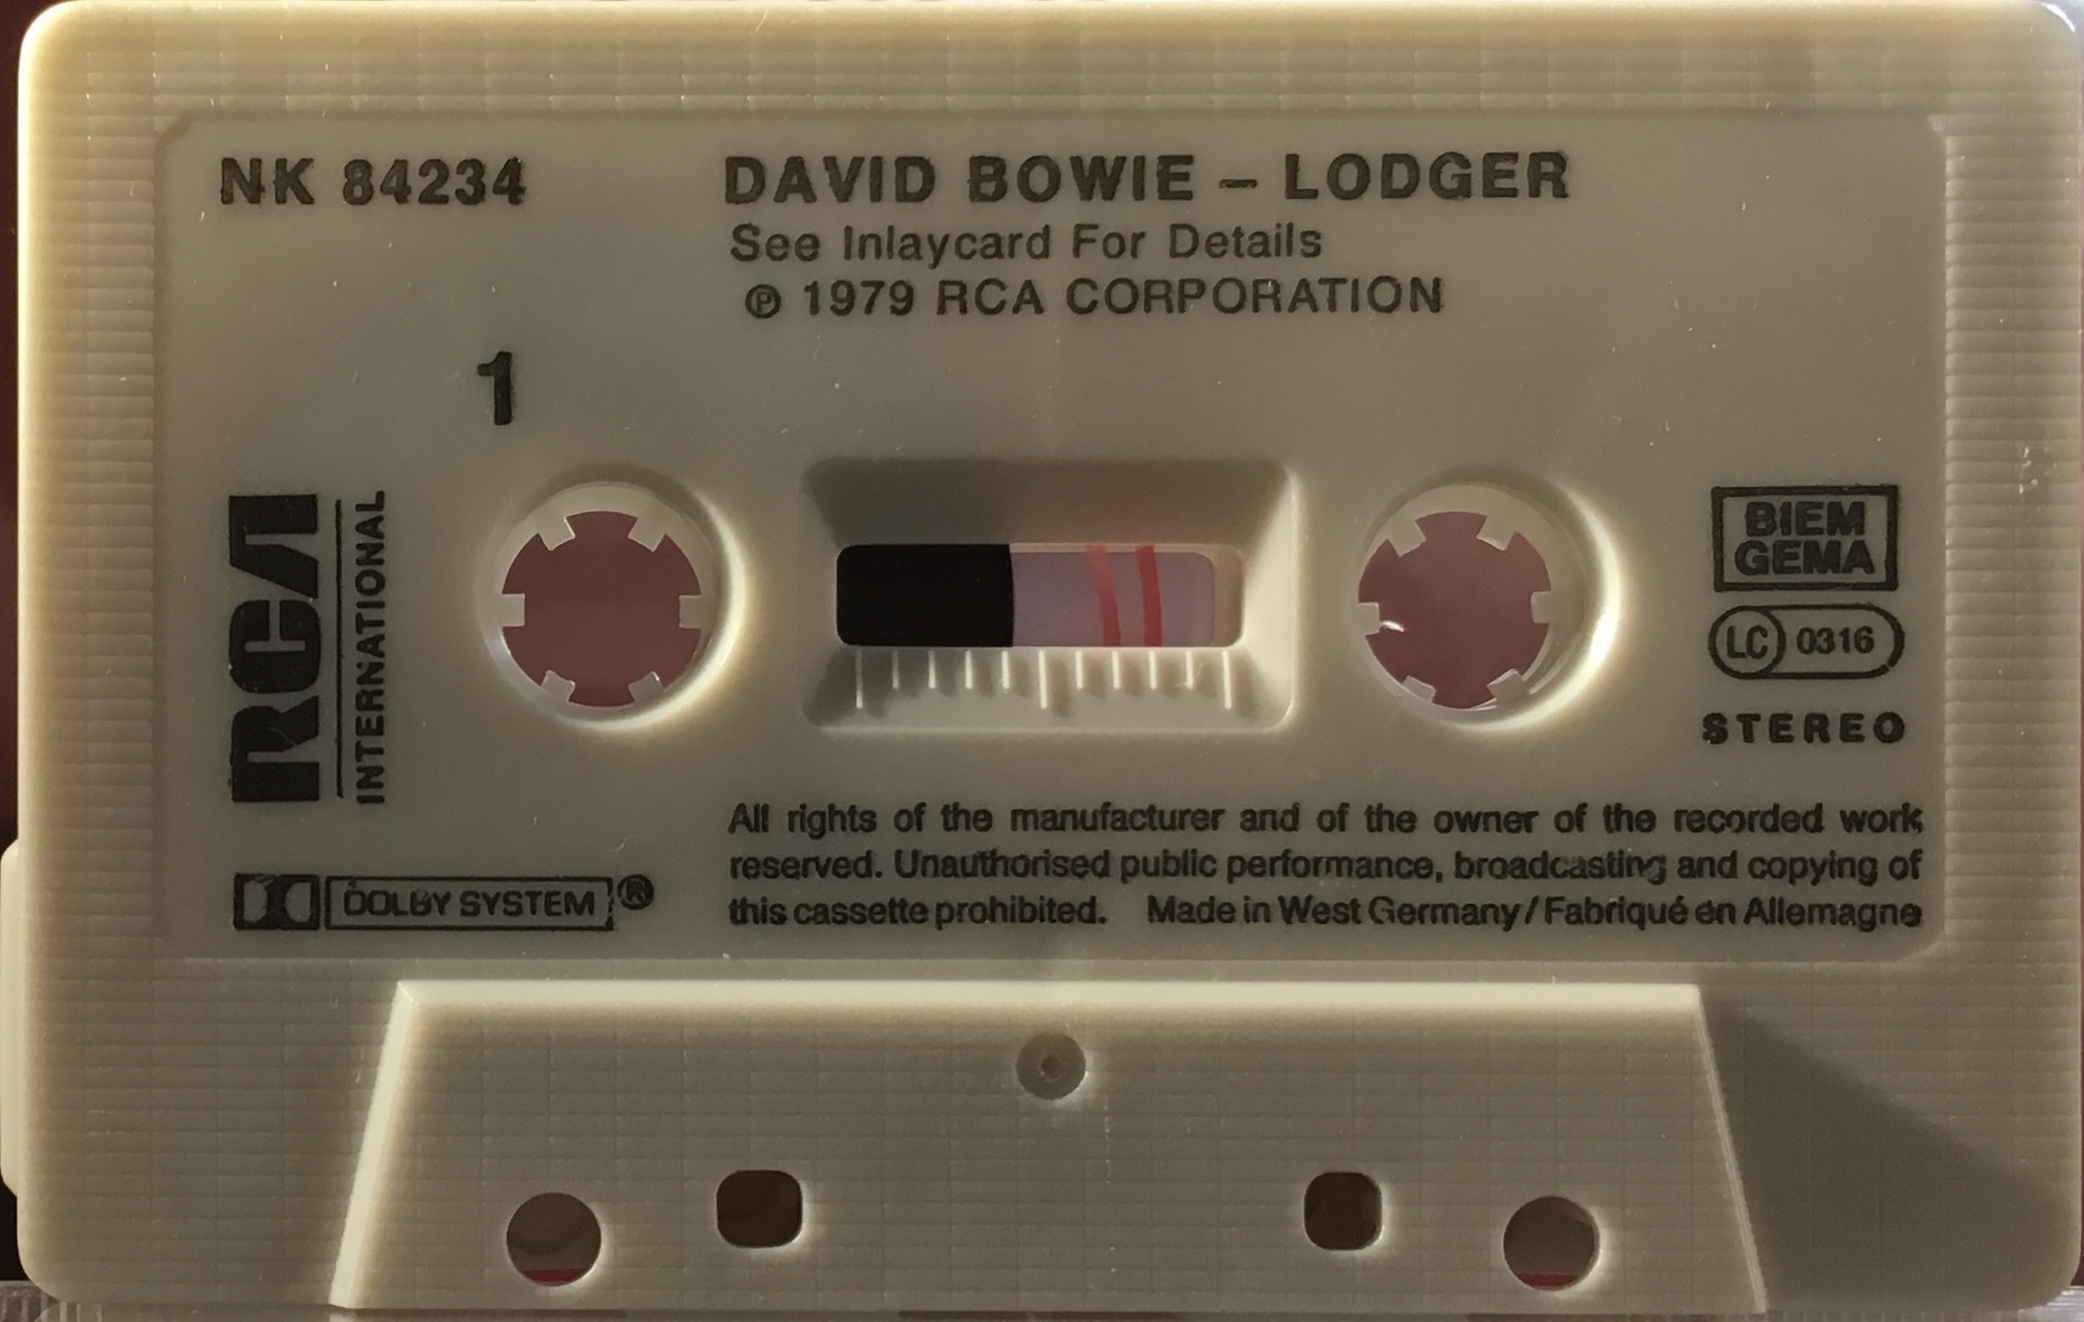 NK 84234
DAVID BOWIE – LODGER
See Inlaycard For Details
℗ 1979 RCA CORPORATION
1
RCA
INTERNATIONAL
BIEM
GEMA
LC 0316
STEREO
DOLBY SYSTEM ®
All rights of the manufacturer and of the owner of the recorded work
reserved. Unauthorised public performance, broadcasting and copying of
this cassette prohibited. Made in West Germany / Fabriqué en Allemagne